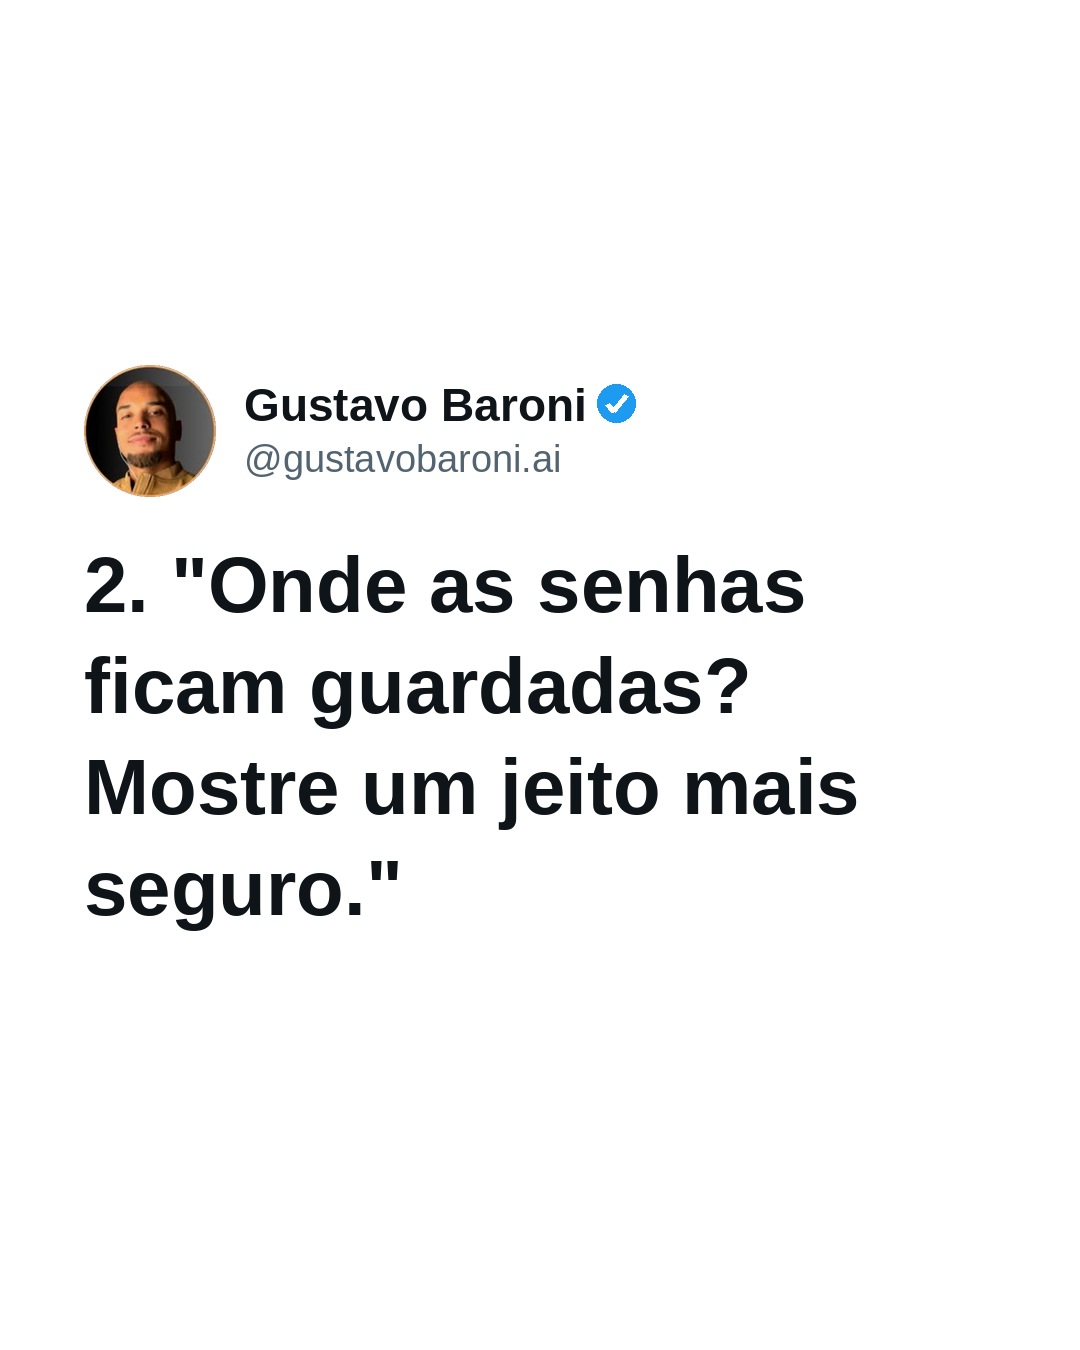 Gustavo Baroni
@gustavobaroni.ai
2. "Onde as senhas
ficam guardadas?
Mostre um jeito mais
seguro."